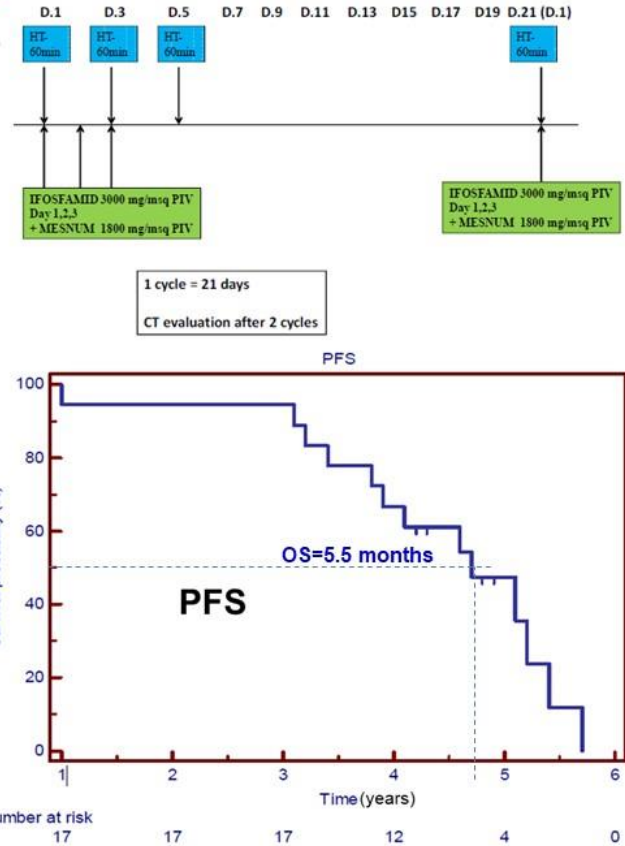 D.1 D.3 D.5 D.7 D.9 D.11 D.13 D15 D.17 D19 D.21 (D.1)
HT-
60min
HT-
60min
HT-
60min
HT-
60min
IFOSFAMID 3000 mg/msq PIV
Day 1,2,3
+ MESNUM 1800 mg/msq PIV
IFOSFAMID 3000 mg/msq PIV
Day 1,2,3
+ MESNUM 1800 mg/msq PIV
1 cycle = 21 days
CT evaluation after 2 cycles
PFS
100
80
60
OS=5.5 months
PFS
40
20
0
1 2 3 4 5 6
Time (years)
umber at risk
17 17 17 12 4 0